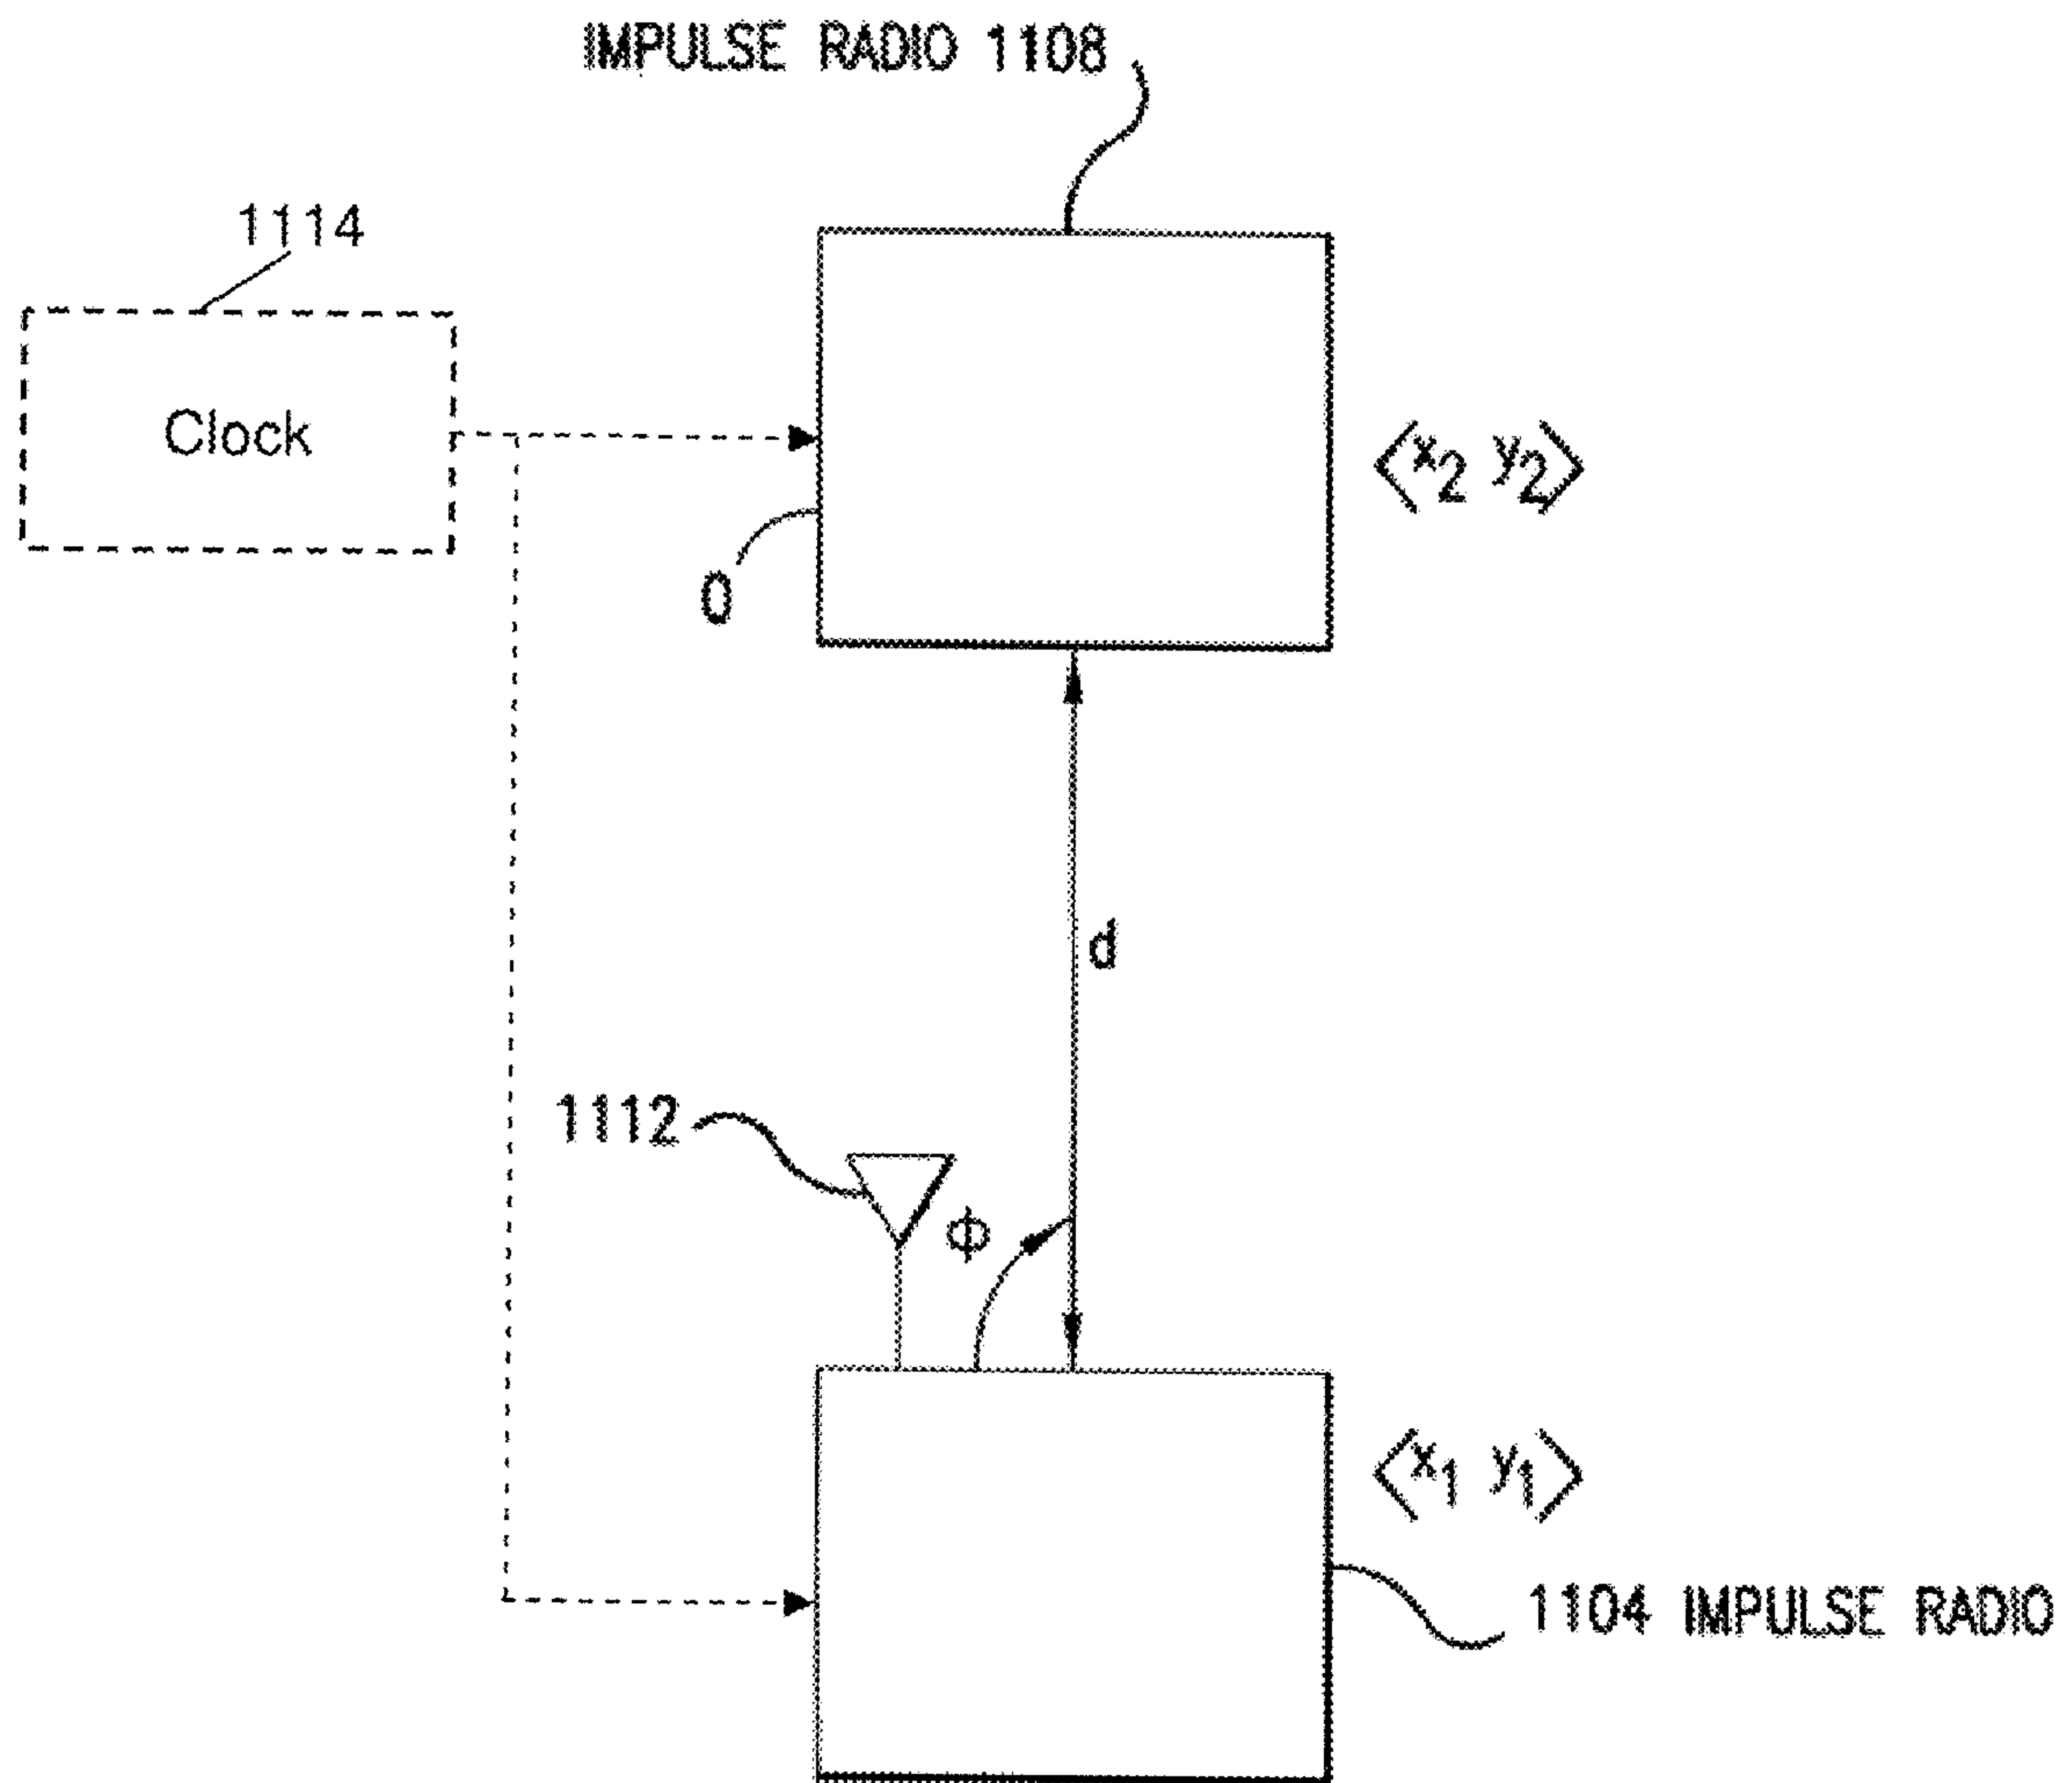 IMPULSE RADIO 1108
1114
Clock
⟨x₂ y₂⟩
0
d
1112
Φ
⟨x₁ y₁⟩
1104 IMPULSE RADIO